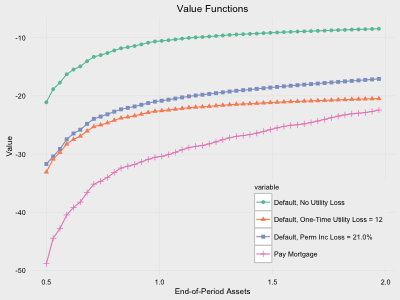 Value Functions
-10
-20
-30
-40
-50
Value
variable
Default, No Utility Loss
Default, One-Time Utility Loss = 12
Default, Perm Inc Loss = 21.0%
Pay Mortgage
0.5
1.0
1.5
2.0
End-of-Period Assets